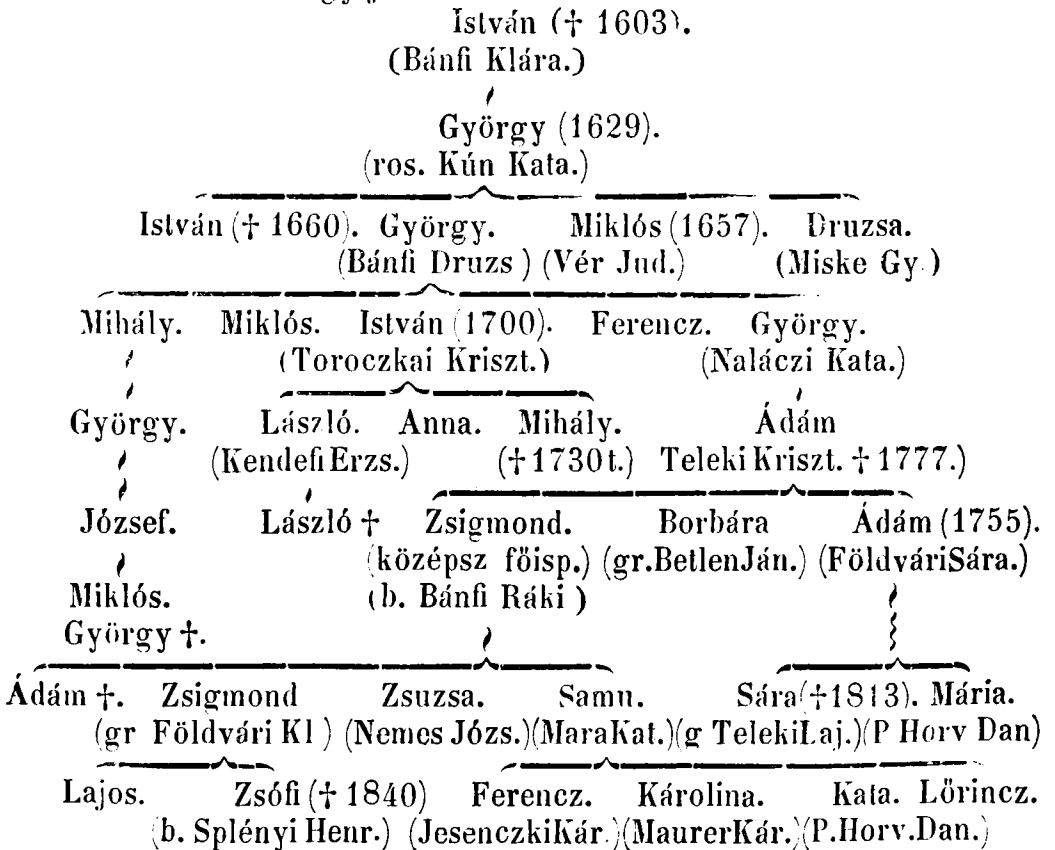 István († 1603).
(Bánfi Klára.)
György (1629).
(ros. Kún Kata.)
István († 1660). György. Miklós (1657). Druzsa.
(Bánfi Druzs ) (Vér Jud.) (Miske Gy.)
Mihály. Miklós. István (1700). Ferencz. György.
(Toroczkai Kriszt.) (Naláczi Kata.)
György. László. Anna. Mihály. Ádám
(Kendefi Erzs.) († 1730 t.) Teleki Kriszt. † 1777.)
József. László † Zsigmond. Borbára Ádám (1755).
(középsz főisp.) (gr. Betlen Ján.) (Földvári Sára.)
Miklós. (b. Bánfi Ráki )
György †.
Ádám †. Zsigmond Zsuzsa. Samu. Sára (†1813). Mária.
(gr Földvári Kl ) (Nemes Józs.) (Mara Kat.) (g Teleki Laj.) (P Horv Dan)
Lajos. Zsófi († 1840) Ferencz. Károlina. Kata. Lőrincz.
(b. Splényi Henr.) (Jesenczki Kár.) (Maurer Kár.) (P. Horv. Dan.)